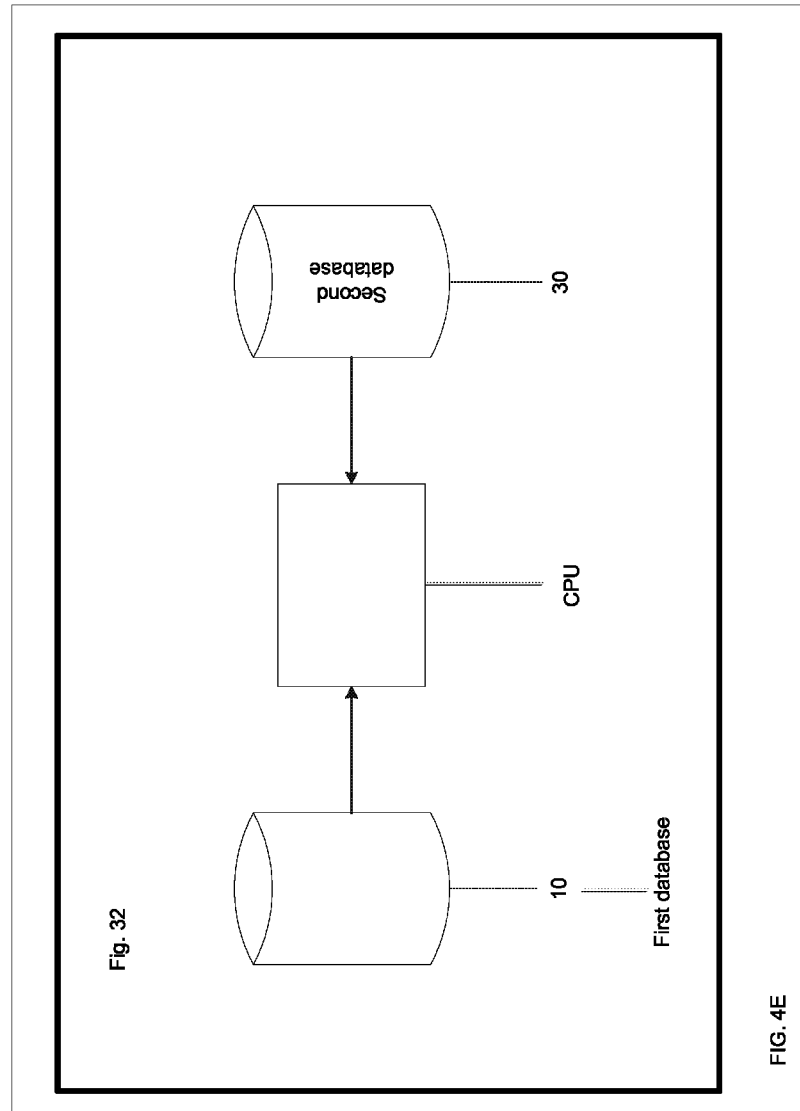 Fig. 32
10
First database
CPU
Second
database
30
FIG. 4E